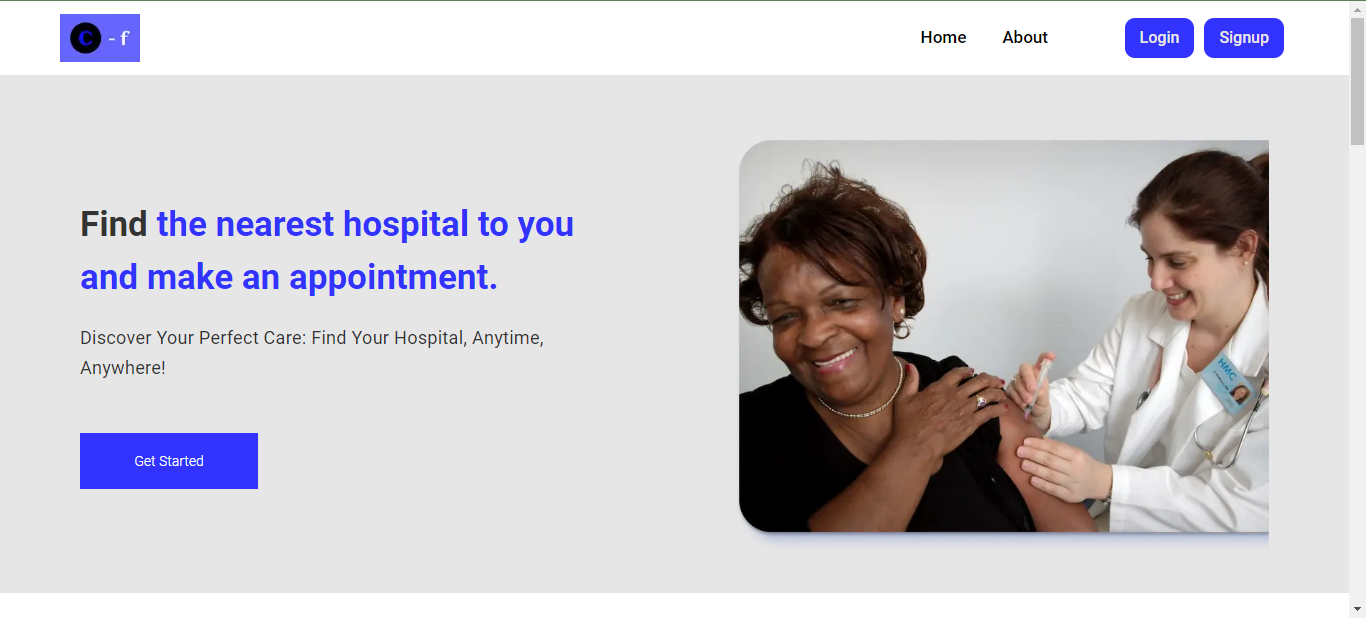 C - f
Home About Login Signup
Find the nearest hospital to you
and make an appointment.
Discover Your Perfect Care: Find Your Hospital, Anytime,
Anywhere!
Get Started
HMC